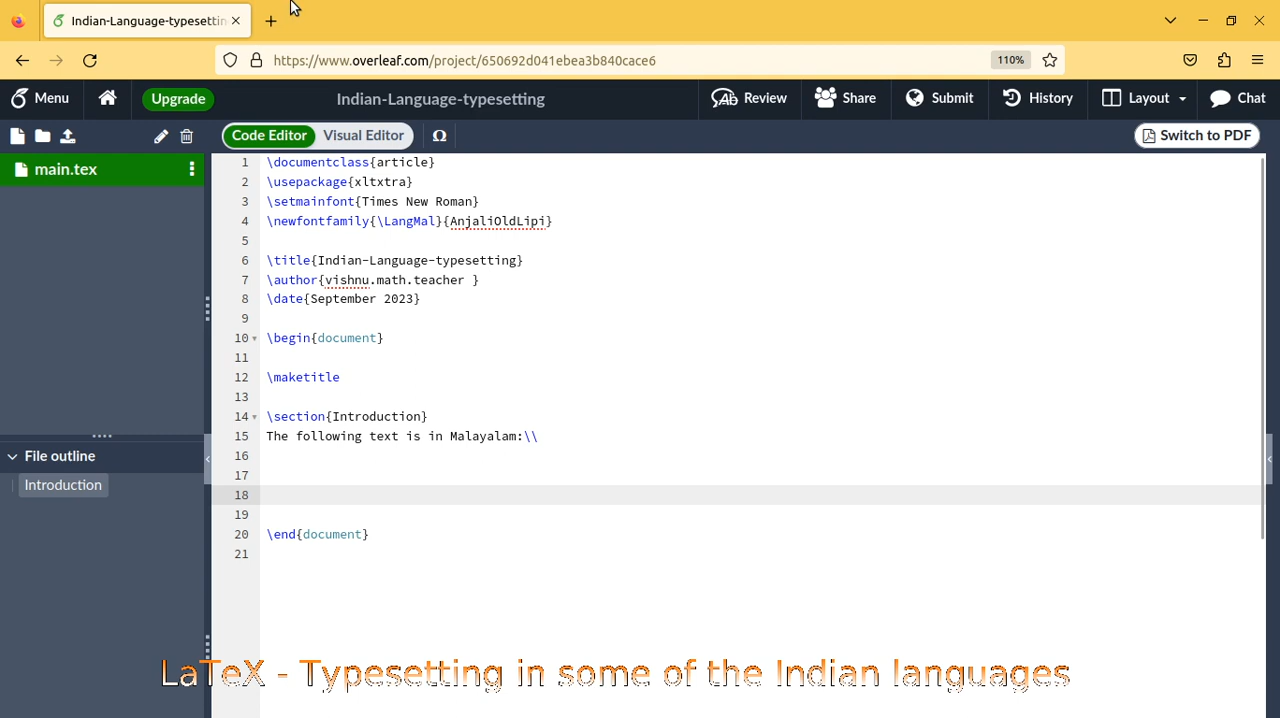 Indian-Language-typesettin
https://www.overleaf.com/project/650692d041ebea3b840cace6
110%
Menu
Upgrade
Indian-Language-typesetting
Review
Share
Submit
History
Layout
Chat
Code Editor
Visual Editor
Ω
Switch to PDF
main.tex
File outline
Introduction
1 \documentclass{article}
2 \usepackage{xltxtra}
3 \setmainfont{Times New Roman}
4 \newfontfamily{\LangMal}{AnjaliOldLipi}
5
6 \title{Indian-Language-typesetting}
7 \author{vishnu.math.teacher }
8 \date{September 2023}
9
10 \begin{document}
11
12 \maketitle
13
14 \section{Introduction}
15 The following text is in Malayalam:\\
16
17
18
19
20 \end{document}
21
LaTeX - Typesetting in some of the Indian languages